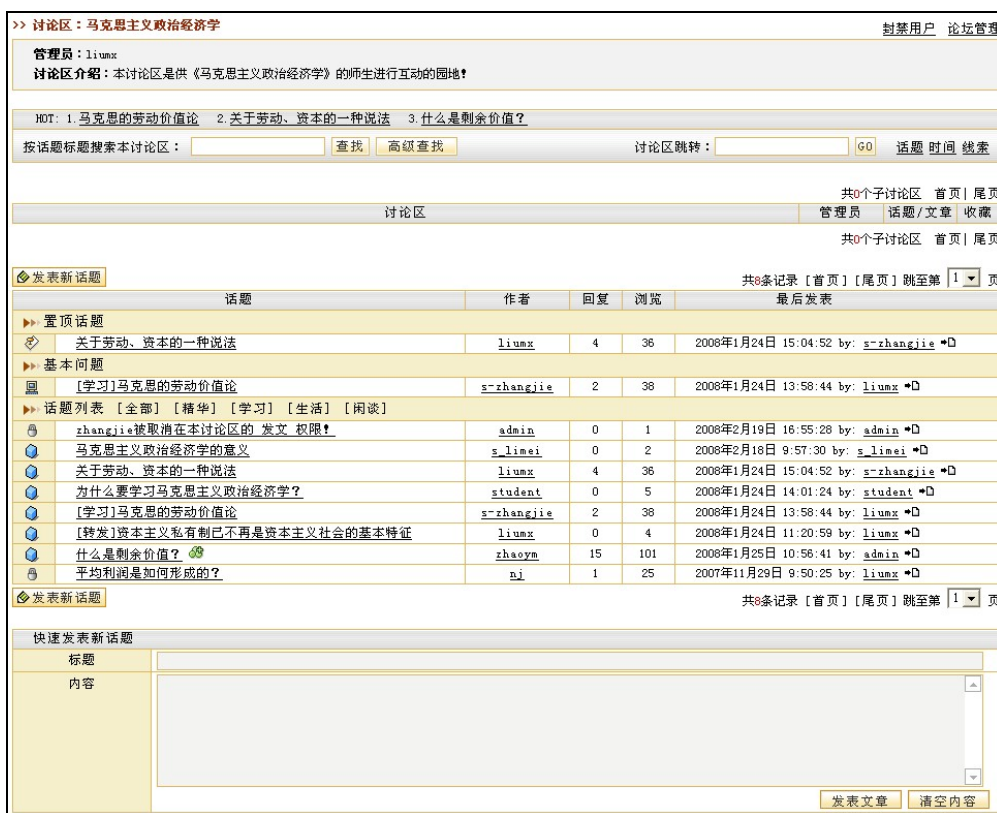 >> 讨论区：马克思主义政治经济学
封禁用户 论坛管理
管理员：liumx
讨论区介绍：本讨论区是供《马克思主义政治经济学》的师生进行互动的园地！
HOT: 1.马克思的劳动价值论 2.关于劳动、资本的一种说法 3.什么是剩余价值？
按话题标题搜索本讨论区： 查找 高级查找 讨论区跳转： GO 话题 时间 线索
共0个子讨论区 首页| 尾页
讨论区 管理员 话题/文章 收藏
共0个子讨论区 首页| 尾页
发表新话题 共8条记录 [首页] [尾页] 跳至第 1 页
话题 作者 回复 浏览 最后发表
置顶话题
关于劳动、资本的一种说法 liumx 4 36 2008年1月24日 15:04:52 by: s-zhangjie
基本问题
[学习]马克思的劳动价值论 s-zhangjie 2 38 2008年1月24日 13:58:44 by: liumx
话题列表 [全部] [精华] [学习] [生活] [闲谈]
zhangjie被取消在本讨论区的 发文 权限！ admin 0 1 2008年2月19日 16:55:28 by: admin
马克思主义政治经济学的意义 s_limei 0 2 2008年2月18日 9:57:30 by: s_limei
关于劳动、资本的一种说法 liumx 4 36 2008年1月24日 15:04:52 by: s-zhangjie
为什么要学习马克思主义政治经济学？ student 0 5 2008年1月24日 14:01:24 by: student
[学习]马克思的劳动价值论 s-zhangjie 2 38 2008年1月24日 13:58:44 by: liumx
[转发]资本主义私有制已不再是资本主义社会的基本特征 liumx 0 4 2008年1月24日 11:20:59 by: liumx
什么是剩余价值？ zhaoym 15 101 2008年1月25日 10:56:41 by: admin
平均利润是如何形成的？ nj 1 25 2007年11月29日 9:50:25 by: liumx
发表新话题 共8条记录 [首页] [尾页] 跳至第 1 页
快速发表新话题
标题
内容
发表文章 清空内容